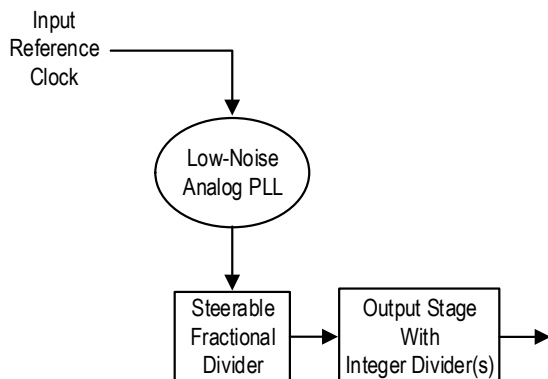 Input
Reference
Clock
Low-Noise
Analog PLL
Steerable
Fractional
Divider
Output Stage
With
Integer Divider(s)